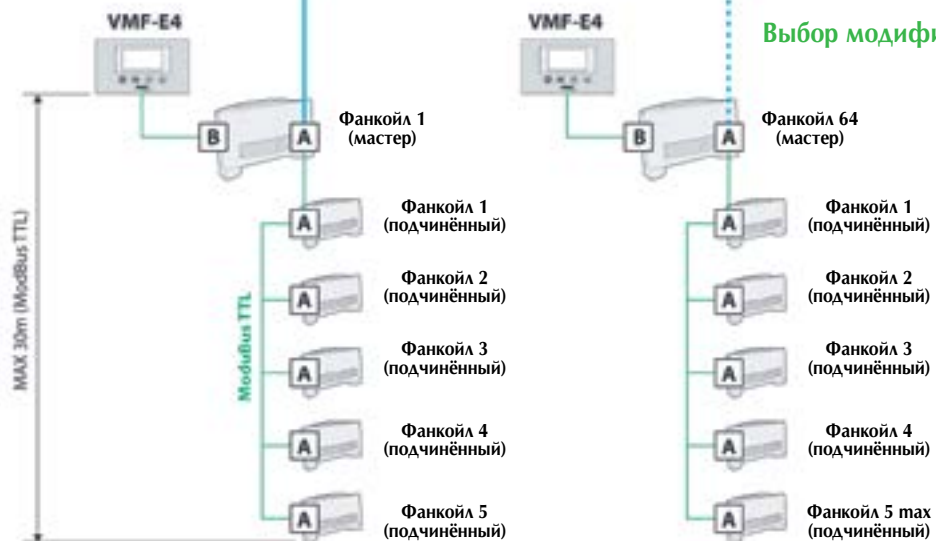 VMF-E4
VMF-E4
Выбор модифи
B
A
Фанкойл 1
(мастер)
B
A
Фанкойл 64
(мастер)
MAX 30m (ModBus TTL)
ModuBus TTL
A
Фанкойл 1
(подчинённый)
A
Фанкойл 2
(подчинённый)
A
Фанкойл 3
(подчинённый)
A
Фанкойл 4
(подчинённый)
A
Фанкойл 5
(подчинённый)
A
Фанкойл 1
(подчинённый)
A
Фанкойл 2
(подчинённый)
A
Фанкойл 3
(подчинённый)
A
Фанкойл 4
(подчинённый)
A
Фанкойл 5 max
(подчинённый)